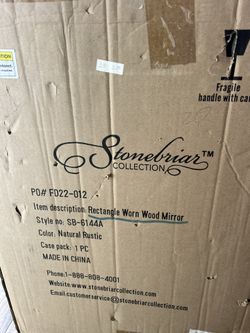 Fragile
handle with care
Stonebriar™
COLLECTION
PO# FD22-012
Item description: Rectangle Worn Wood Mirror
Style no: SB-6144A
Color: Natural Rustic
Case pack: 1 PC
MADE IN CHINA
Phone:1-888-808-4001
Website:www.stonebriarcollection.com
Email:customerservice@stonebriarcollection.com